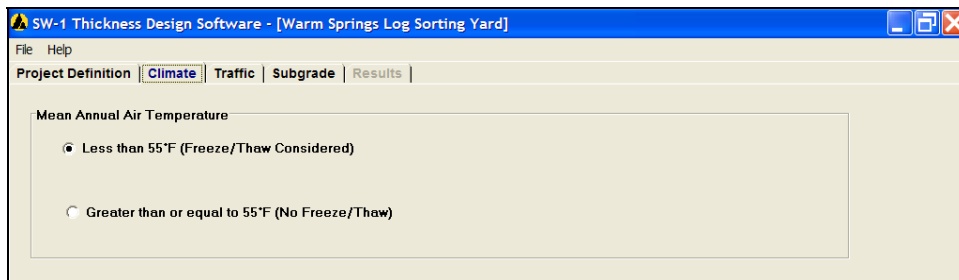 SW-1 Thickness Design Software - [Warm Springs Log Sorting Yard]
File Help
Project Definition Climate Traffic Subgrade Results
Mean Annual Air Temperature
Less than 55°F (Freeze/Thaw Considered)
Greater than or equal to 55°F (No Freeze/Thaw)